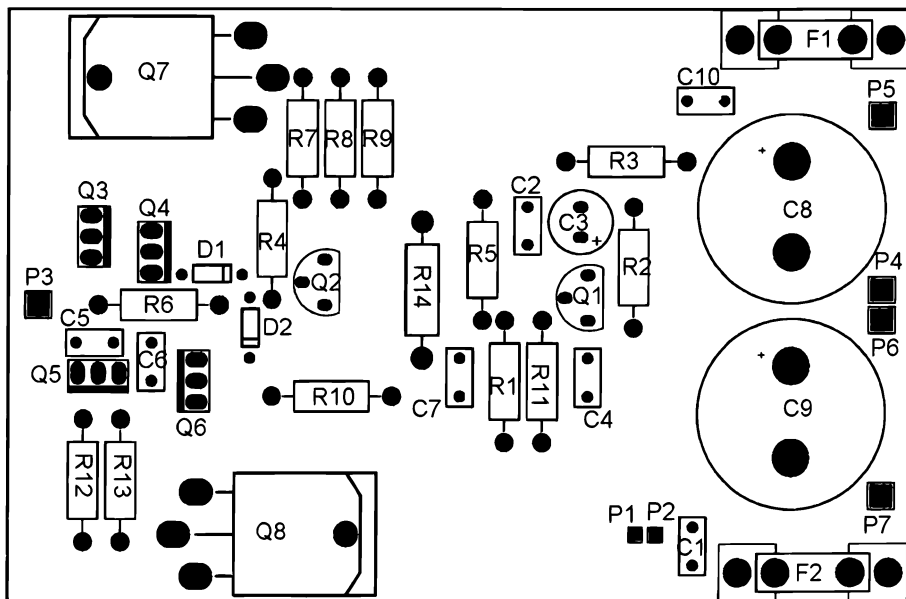 F1
Q7
C10
P5
R7
R8
R9
R3
Q3
Q4
C2
C3
+
+
C8
R4
D1
R5
R2
P3
Q2
R14
Q1
P4
R6
C5
D2
P6
C6
+
Q5
R10
C7
R1
R11
C4
C9
Q6
R12
R13
P7
Q8
P1
P2
C1
F2